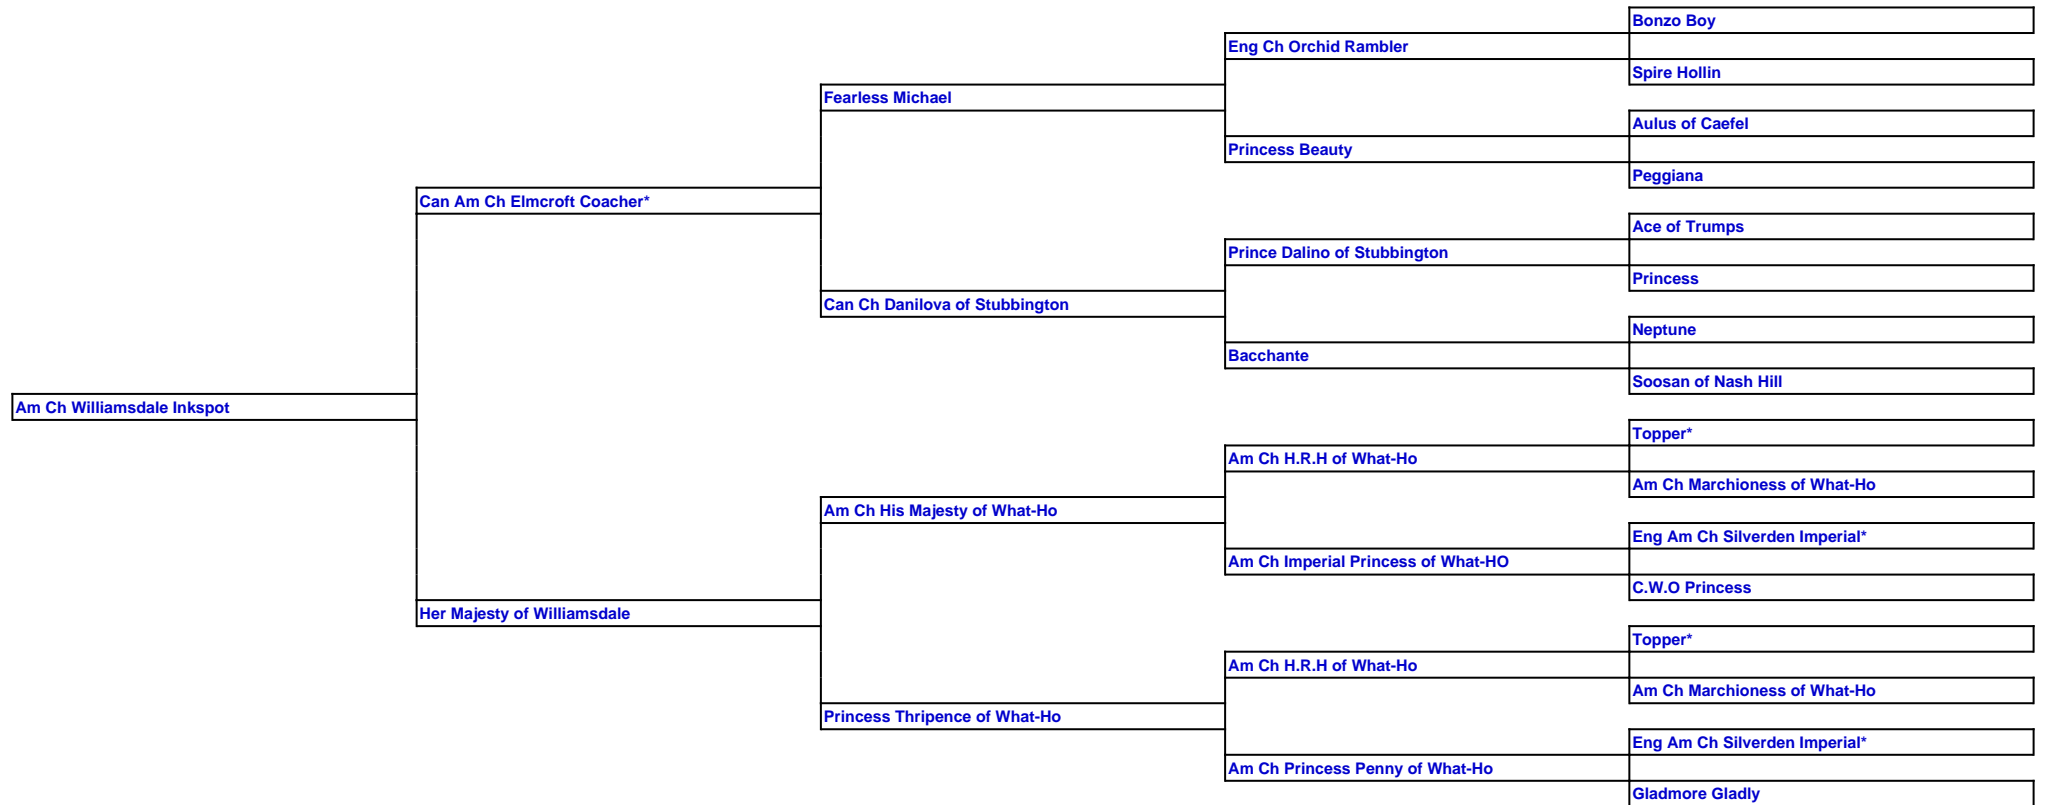 Bonzo Boy
Eng Ch Orchid Rambler
Spire Hollin
Fearless Michael
Aulus of Caefel
Princess Beauty
Peggiana
Can Am Ch Elmcroft Coacher*
Ace of Trumps
Prince Dalino of Stubbington
Princess
Can Ch Danilova of Stubbington
Neptune
Bacchante
Soosan of Nash Hill
Am Ch Williamsdale Inkspot
Topper*
Am Ch H.R.H of What-Ho
Am Ch Marchioness of What-Ho
Am Ch His Majesty of What-Ho
Eng Am Ch Silverden Imperial*
Am Ch Imperial Princess of What-HO
C.W.O Princess
Her Majesty of Williamsdale
Topper*
Am Ch H.R.H of What-Ho
Am Ch Marchioness of What-Ho
Princess Thripence of What-Ho
Eng Am Ch Silverden Imperial*
Am Ch Princess Penny of What-Ho
Gladmore Gladly